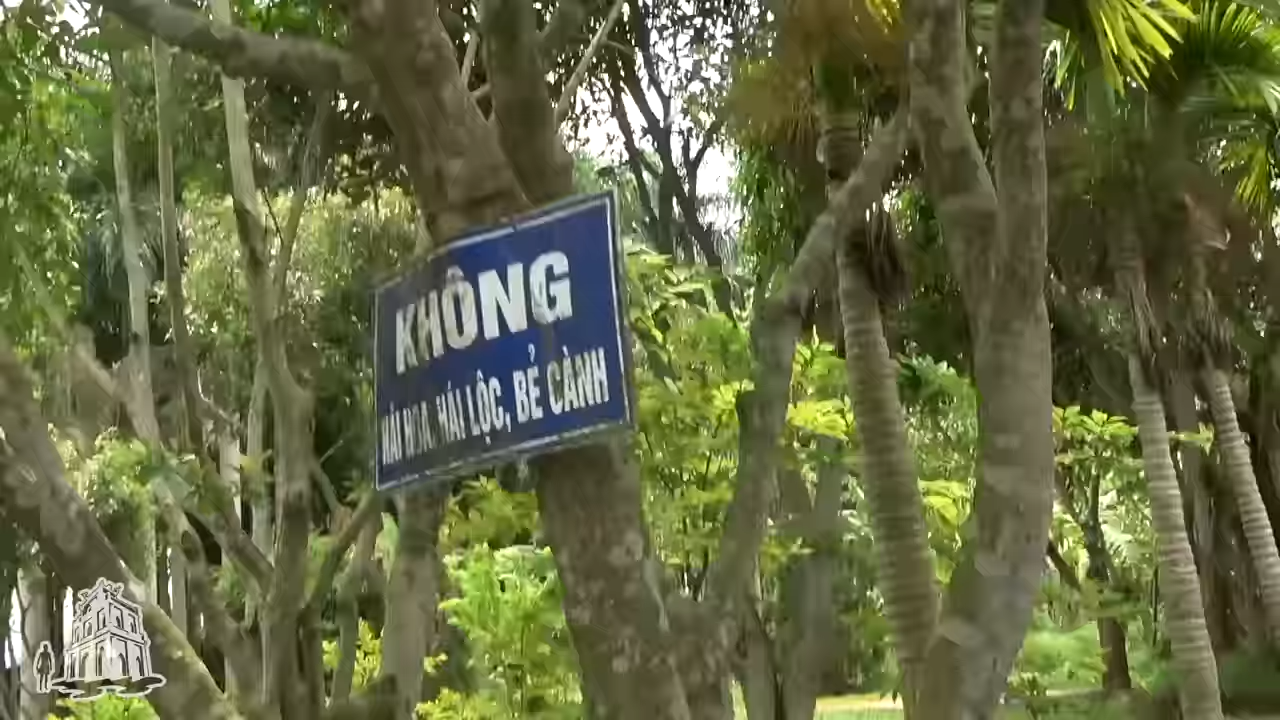 KHÔNG
HÁI HOA, HÁI LỘC, BẺ CÀNH